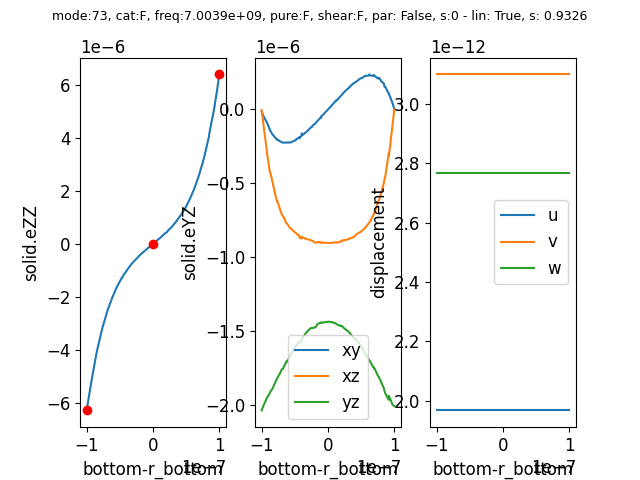 mode:73, cat:F, freq:7.0039e+09, pure:F, shear:F, par: False, s:0 - lin: True, s: 0.9326
1e−6
solid.eZZ
6
4
2
0
−2
−4
−6
−1 0 1
bottom-r_bottom
1e−7
1e−6
solid.eYZ
0.0
−0.5
−1.0
−1.5
−2.0
xy
xz
yz
−1 0 1
bottom-r_bottom
1e−7
1e−12
displacement
3.0
2.8
2.6
2.4
2.2
2.0
u
v
w
−1 0 1
bottom-r_bottom
1e−7